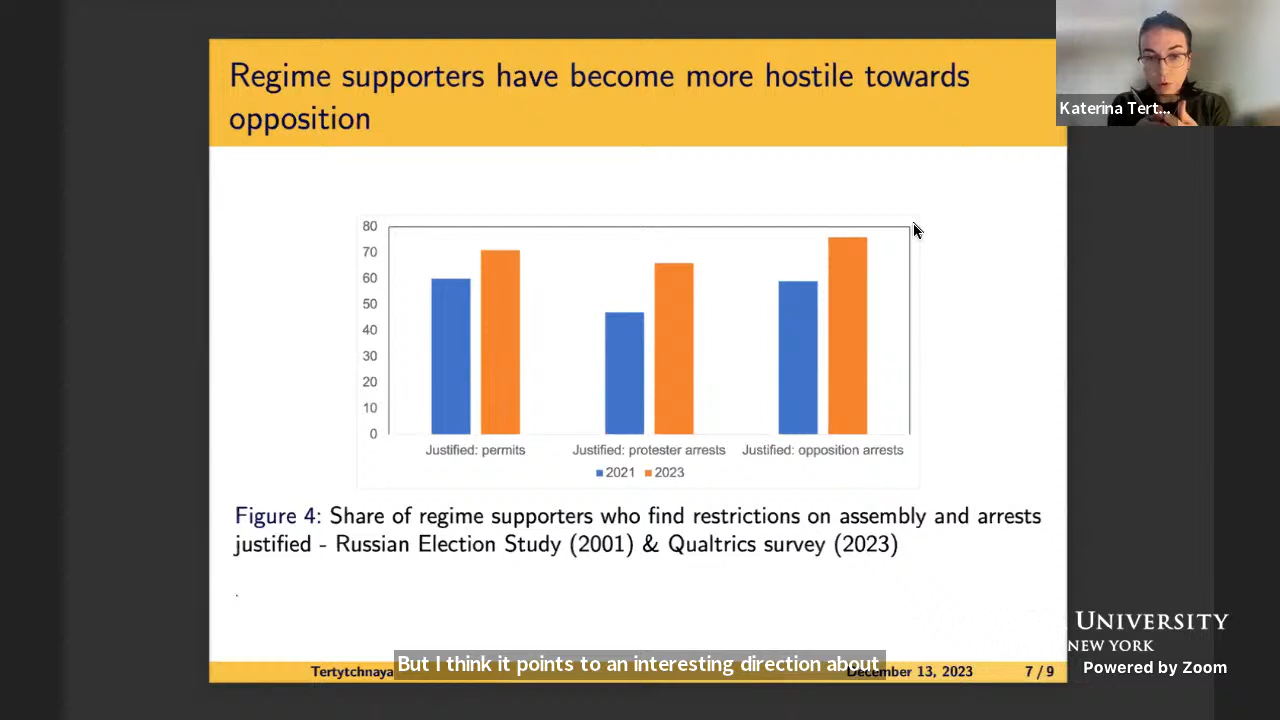 Regime supporters have become more hostile towards
opposition
Katerina Tert...
80
70
60
50
40
30
20
10
0
Justified: permits
Justified: protester arrests
Justified: opposition arrests
2021
2023
Figure 4: Share of regime supporters who find restrictions on assembly and arrests
justified - Russian Election Study (2001) & Qualtrics survey (2023)
.
UNIVERSITY
NEW YORK
Powered by Zoom
But I think it points to an interesting direction about
Tertytchnaya
December 13, 2023
7 / 9